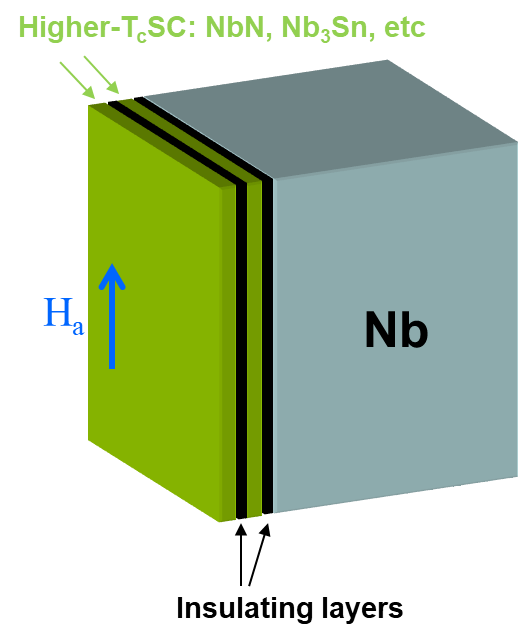 Higher-TcSC: NbN, Nb3Sn, etc
Ha
Nb
Insulating layers